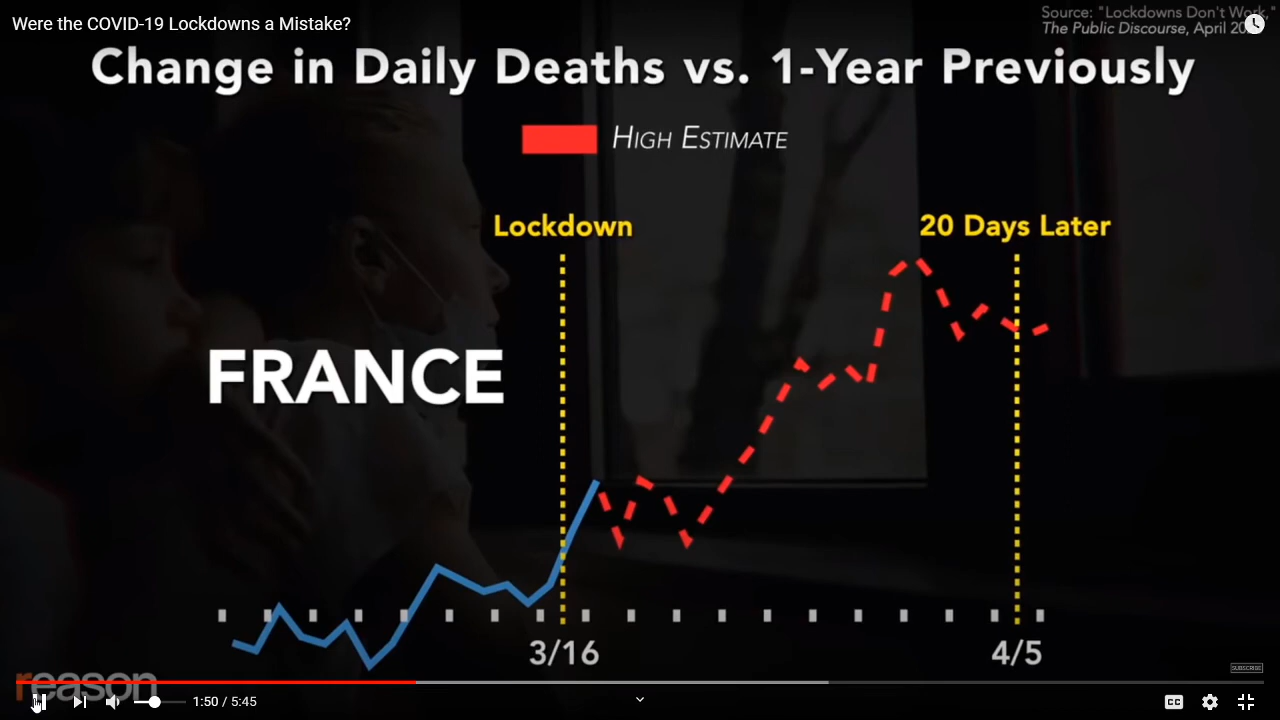 Were the COVID-19 Lockdowns a Mistake?
Source: "Lockdowns Don't Work,"
The Public Discourse, April
Change in Daily Deaths vs. 1-Year Previously
HIGH ESTIMATE
Lockdown
20 Days Later
FRANCE
3/16
4/5
reason
SUBSCRIBE
1:50 / 5:45
CC